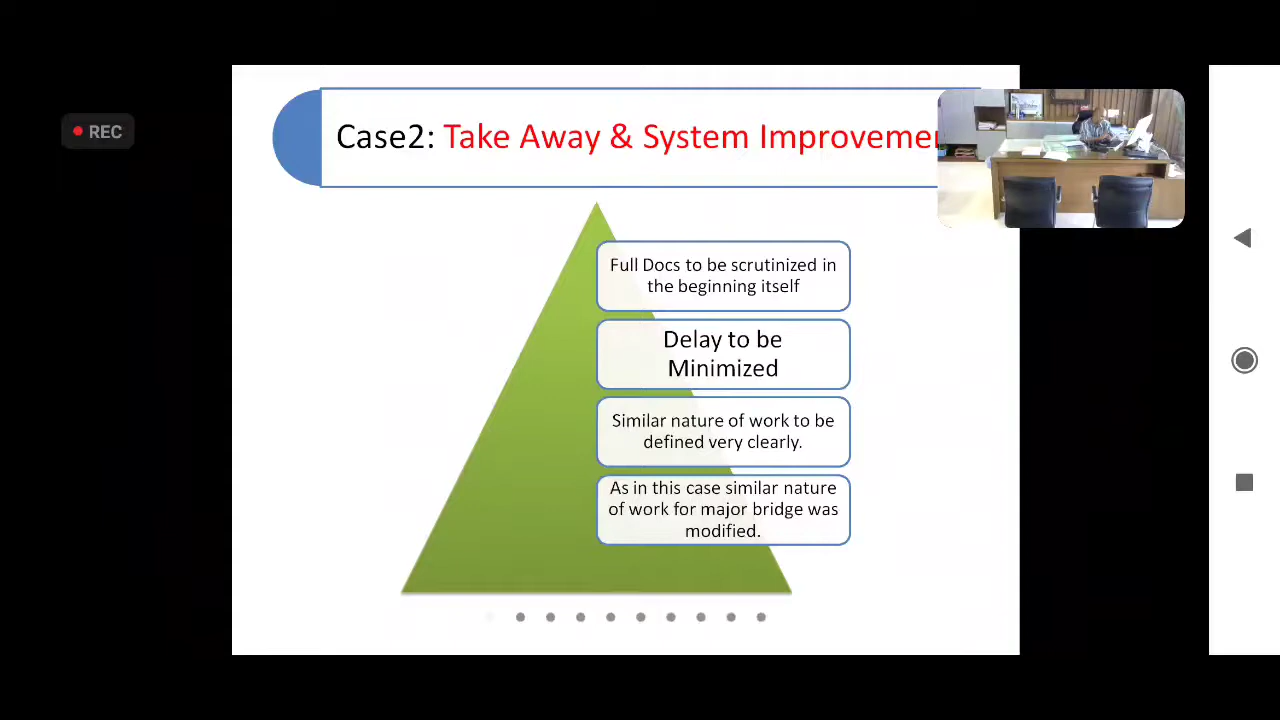 REC
Case2: Take Away & System Improvemen
Full Docs to be scrutinized in
the beginning itself
Delay to be
Minimized
Similar nature of work to be
defined very clearly.
As in this case similar nature
of work for major bridge was
modified.